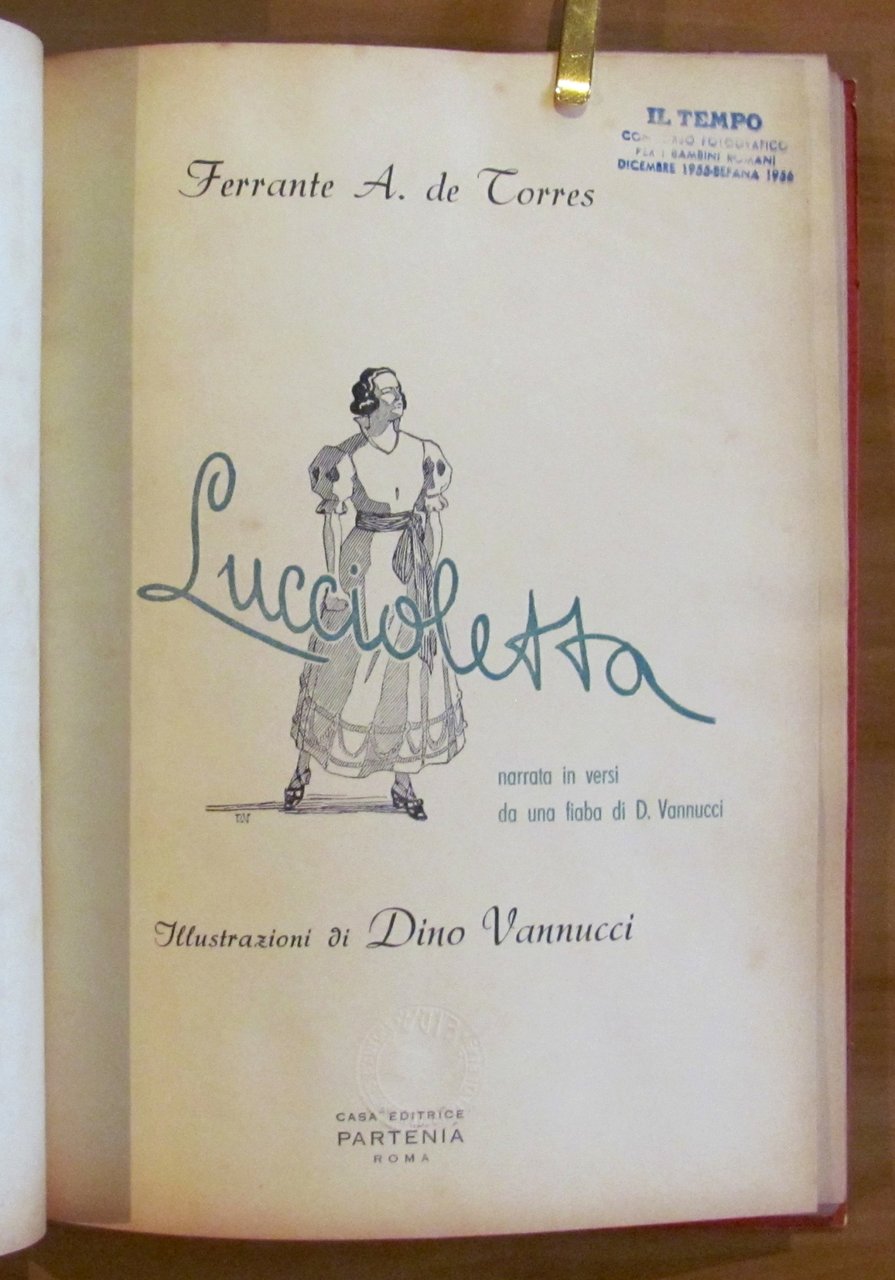 IL TEMPO
CONCORSO FOTOGRAFICO
PER I BAMBINI ROMANI
DICEMBRE 1955-BEFANA 1956
Ferrante A. de Torres
Luccioletta
narrata in versi
da una fiaba di D. Vannucci
Illustrazioni di Dino Vannucci
CASA EDITRICE
PARTENIA
ROMA